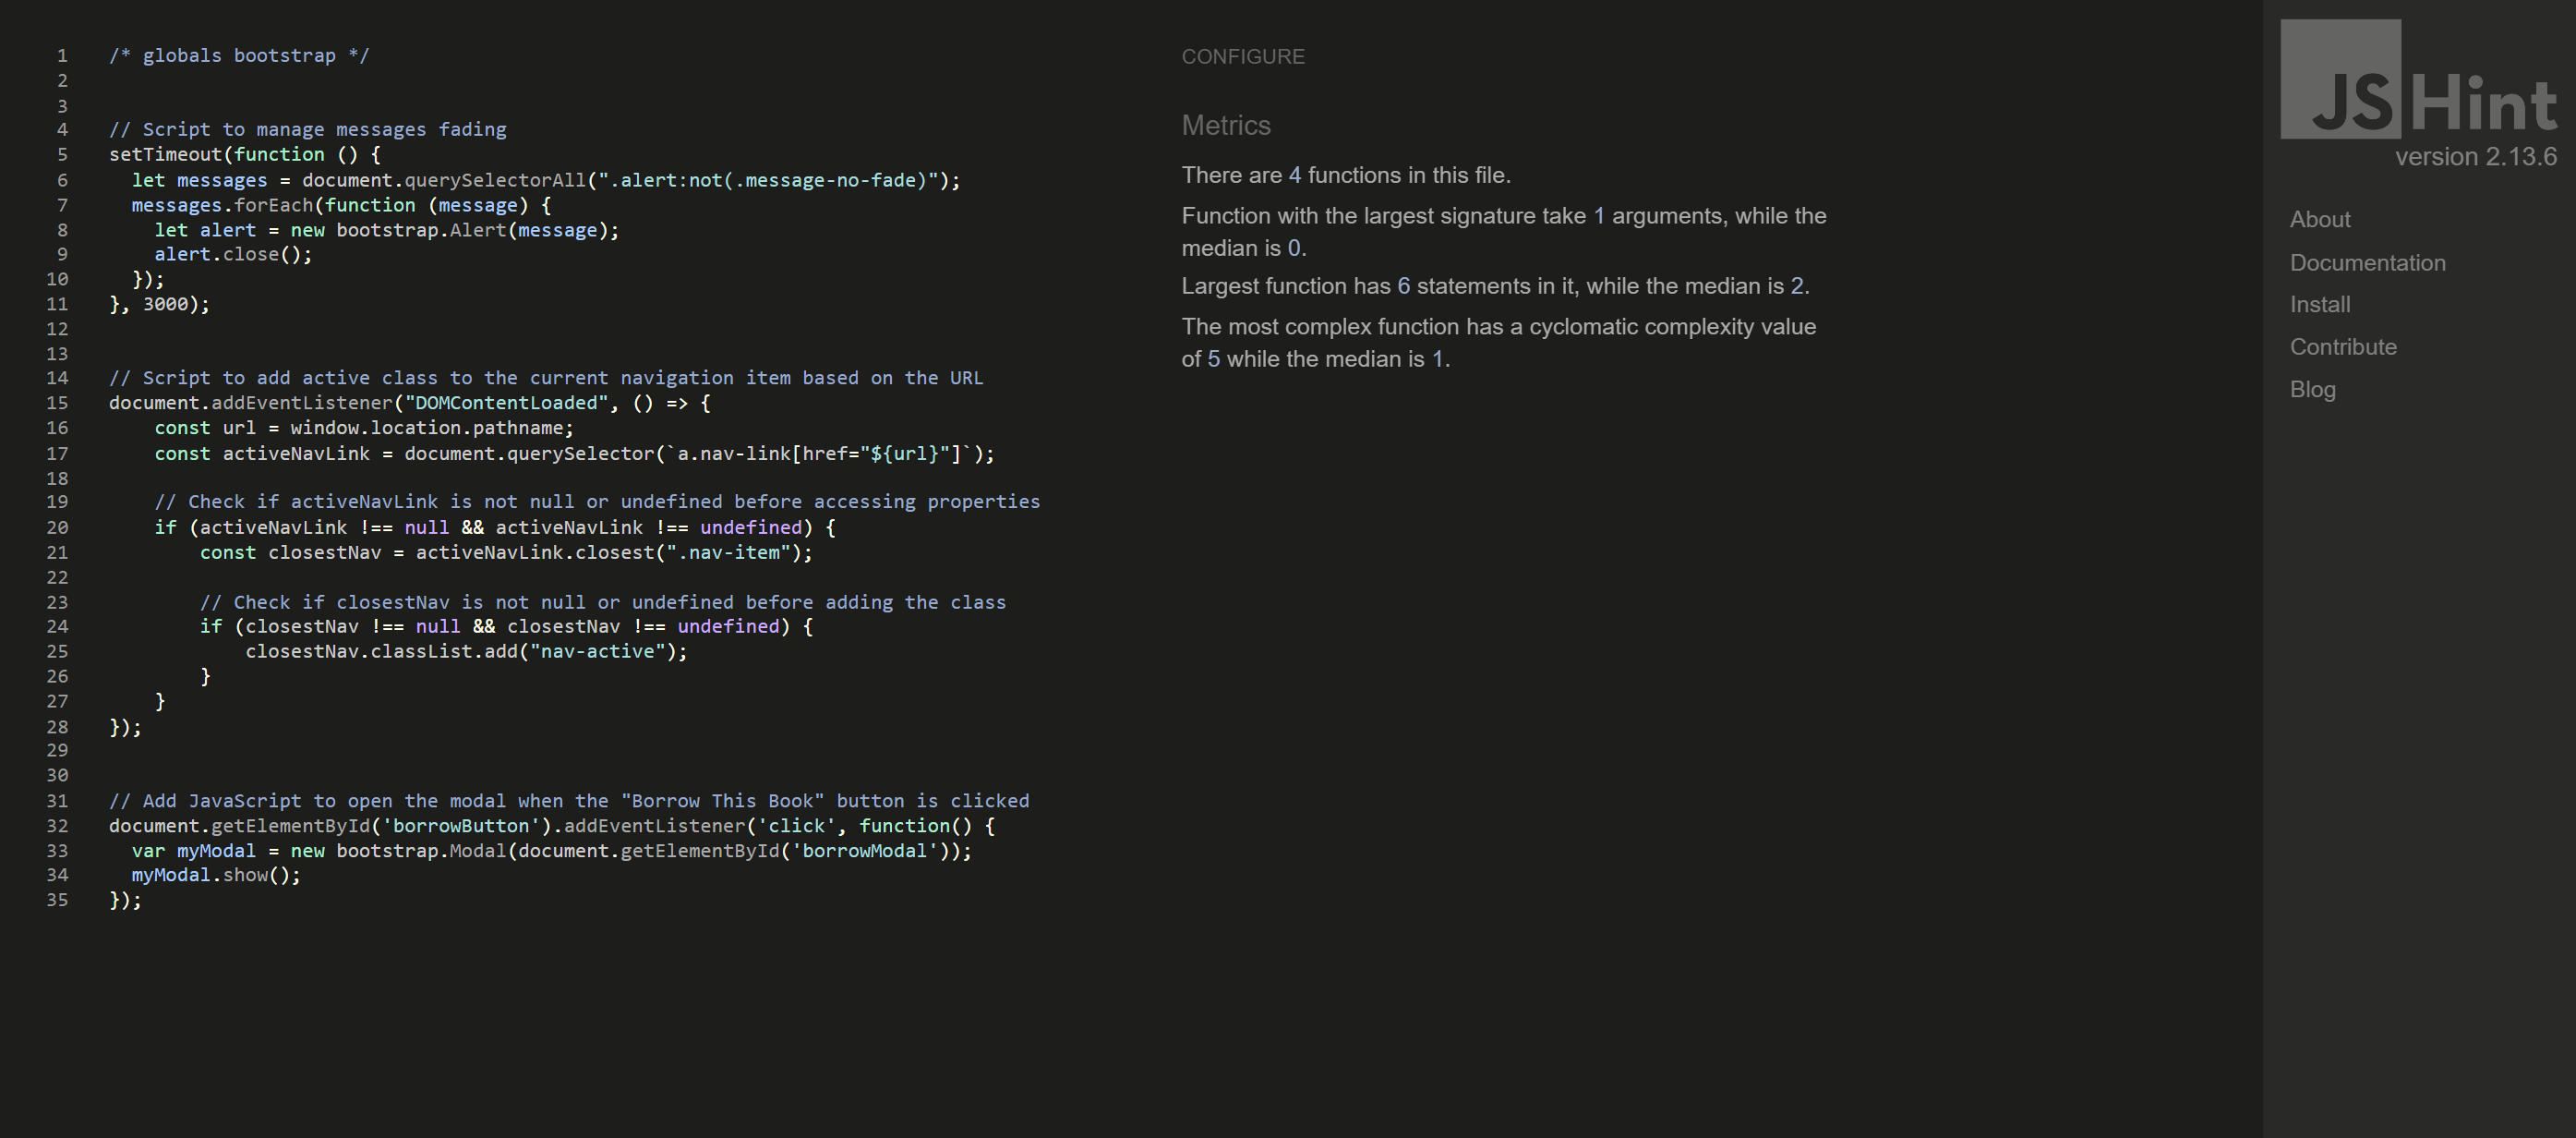 1 /* globals bootstrap */
2
3
4 // Script to manage messages fading
5 setTimeout(function () {
6   let messages = document.querySelectorAll(".alert:not(.message-no-fade)");
7   messages.forEach(function (message) {
8     let alert = new bootstrap.Alert(message);
9     alert.close();
10   });
11 }, 3000);
12
13
14 // Script to add active class to the current navigation item based on the URL
15 document.addEventListener("DOMContentLoaded", () => {
16     const url = window.location.pathname;
17     const activeNavLink = document.querySelector(`a.nav-link[href="${url}"]`);
18
19     // Check if activeNavLink is not null or undefined before accessing properties
20     if (activeNavLink !== null && activeNavLink !== undefined) {
21         const closestNav = activeNavLink.closest(".nav-item");
22
23         // Check if closestNav is not null or undefined before adding the class
24         if (closestNav !== null && closestNav !== undefined) {
25             closestNav.classList.add("nav-active");
26         }
27     }
28 });
29
30
31 // Add JavaScript to open the modal when the "Borrow This Book" button is clicked
32 document.getElementById('borrowButton').addEventListener('click', function() {
33   var myModal = new bootstrap.Modal(document.getElementById('borrowModal'));
34   myModal.show();
35 });
CONFIGURE
Metrics
There are 4 functions in this file.
Function with the largest signature take 1 arguments, while the
median is 0.
Largest function has 6 statements in it, while the median is 2.
The most complex function has a cyclomatic complexity value
of 5 while the median is 1.
JSHint
version 2.13.6
About
Documentation
Install
Contribute
Blog